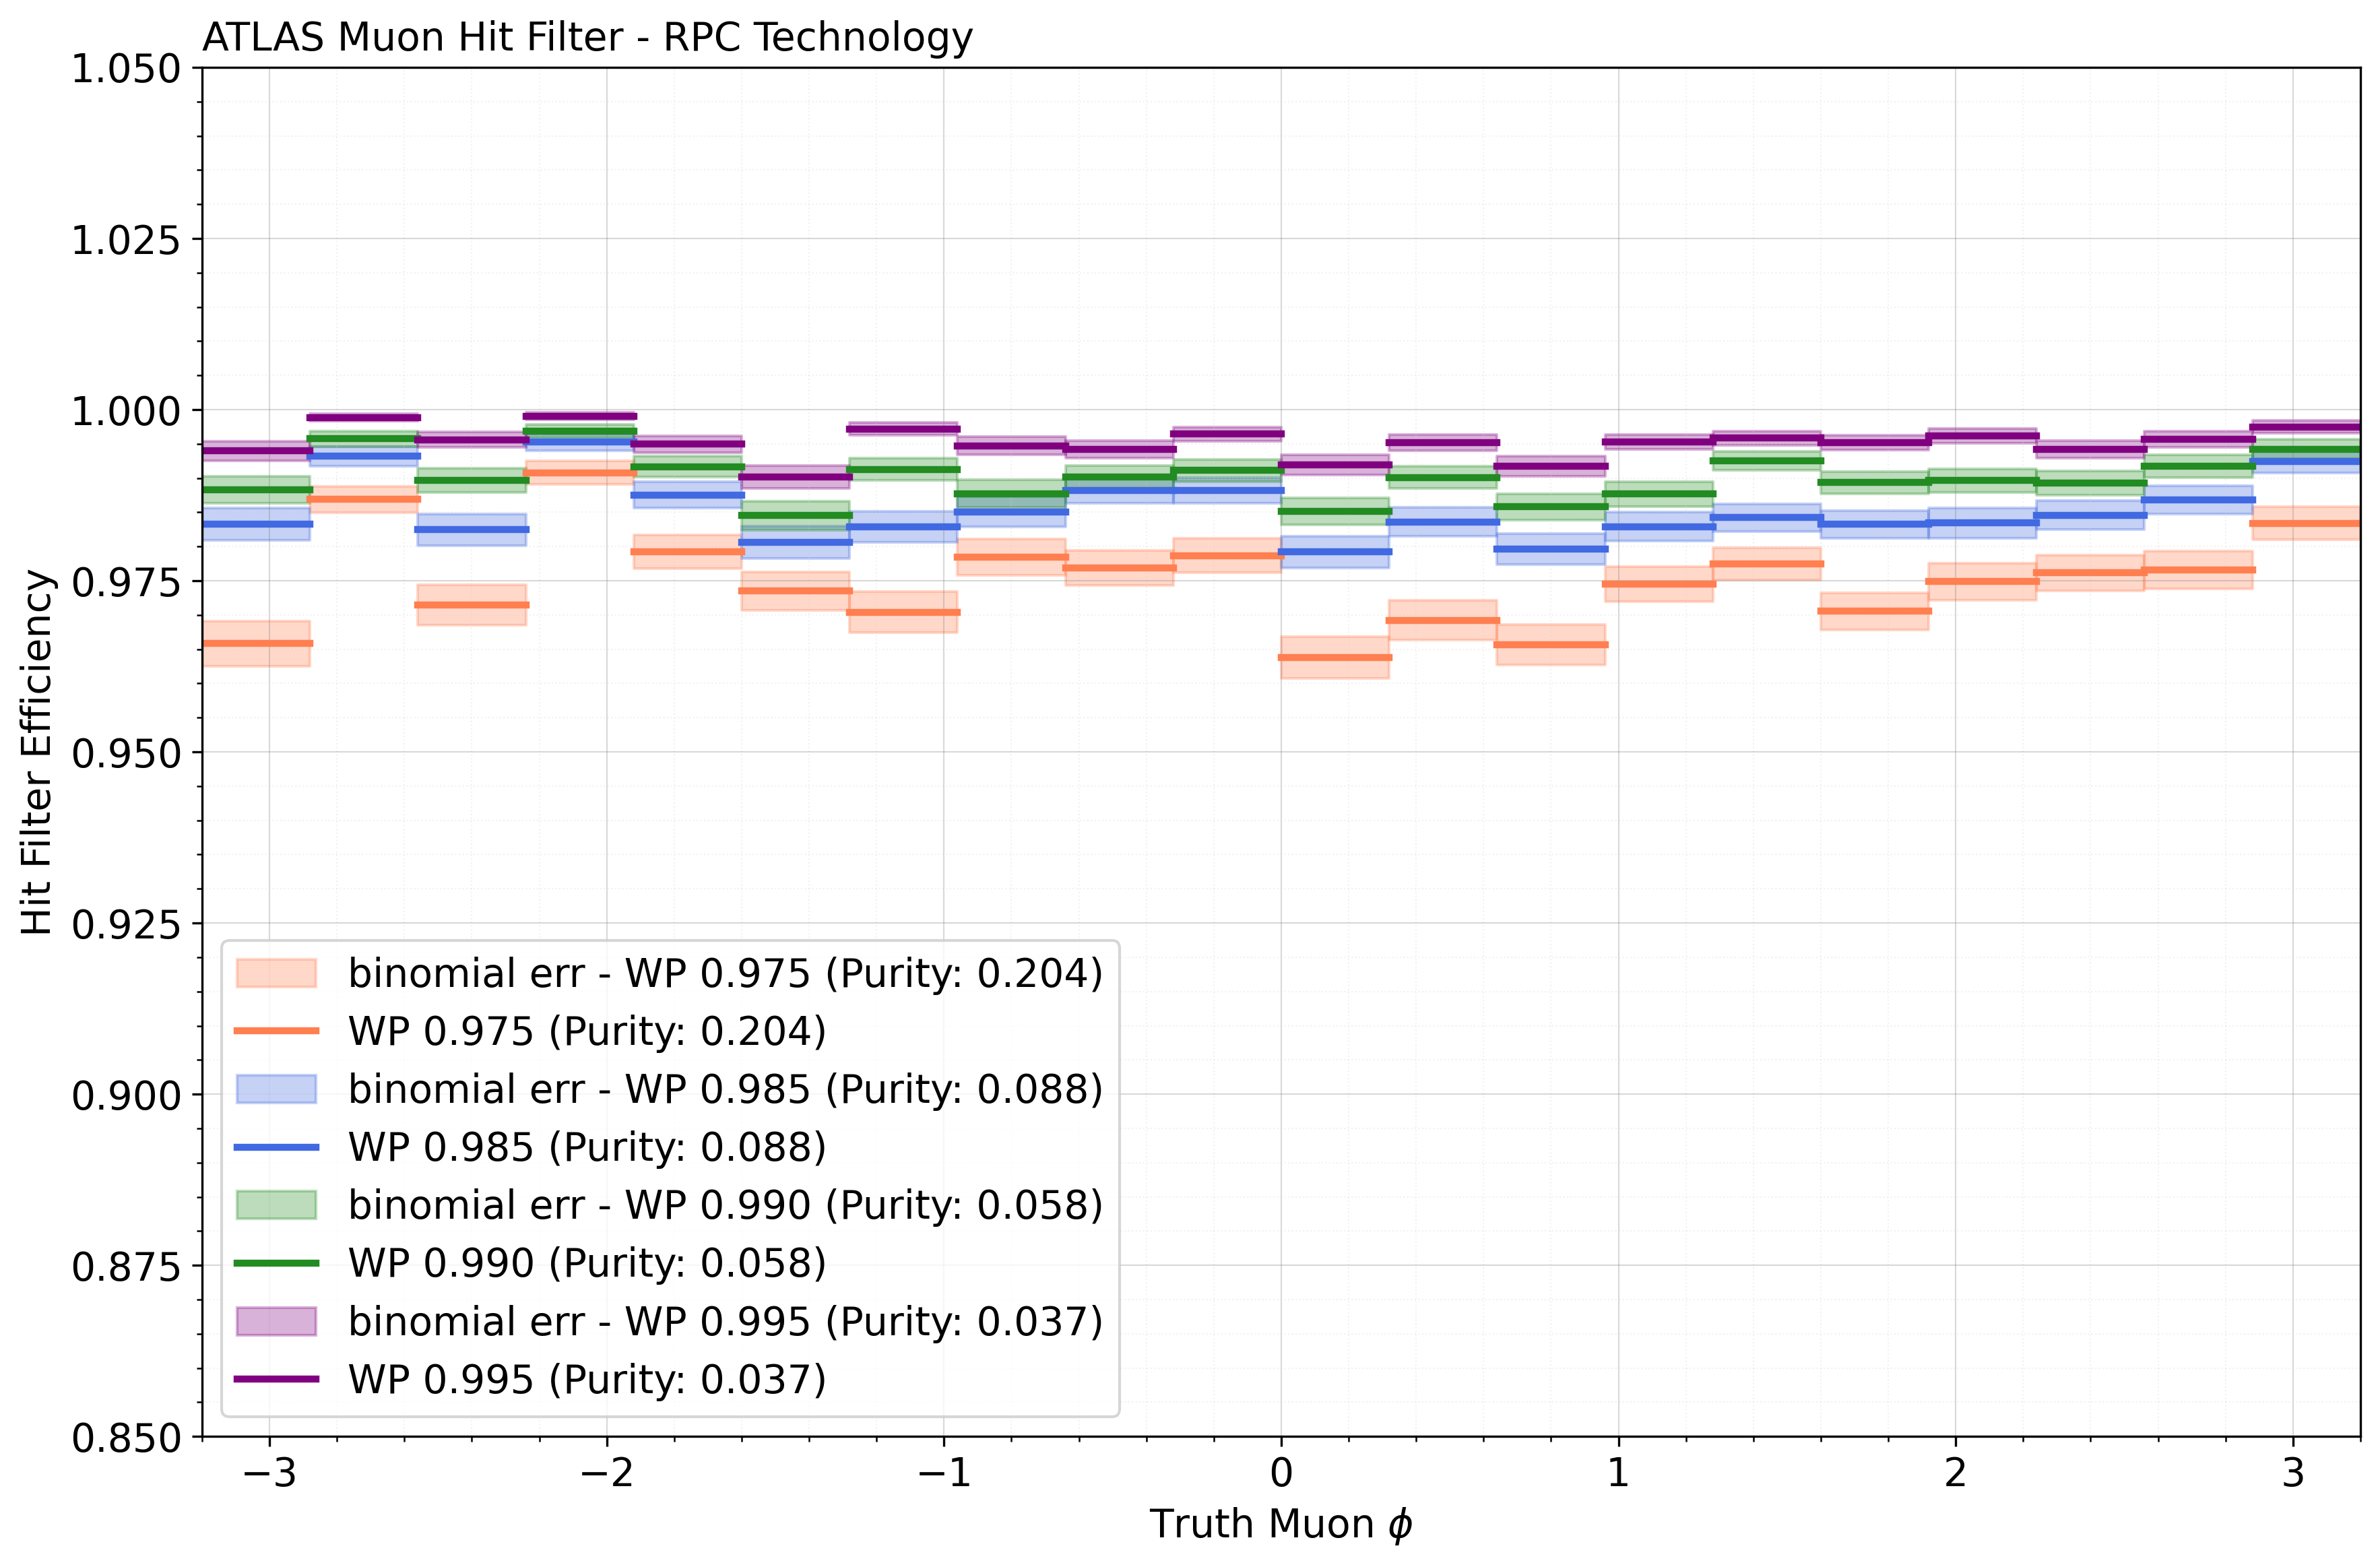 ATLAS Muon Hit Filter - RPC Technology
1.050
1.025
1.000
0.975
0.950
0.925
0.900
0.875
0.850
Hit Filter Efficiency
binomial err - WP 0.975 (Purity: 0.204)
WP 0.975 (Purity: 0.204)
binomial err - WP 0.985 (Purity: 0.088)
WP 0.985 (Purity: 0.088)
binomial err - WP 0.990 (Purity: 0.058)
WP 0.990 (Purity: 0.058)
binomial err - WP 0.995 (Purity: 0.037)
WP 0.995 (Purity: 0.037)
−3 −2 −1 0 1 2 3
Truth Muon ϕ